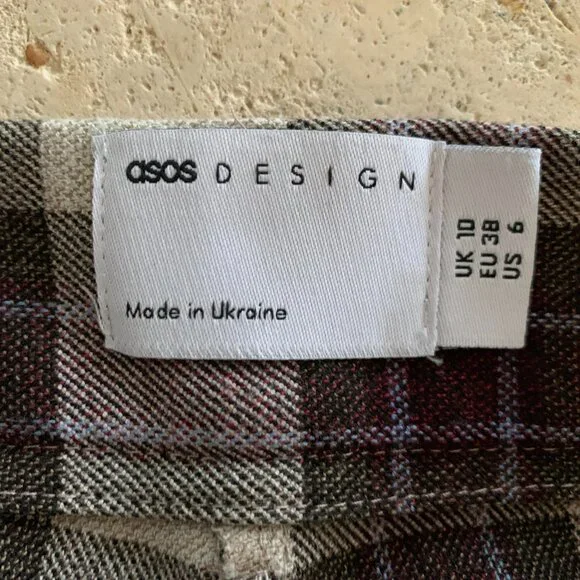 asos DESIGN
Made in Ukraine
UK 10
EU 38
US 6